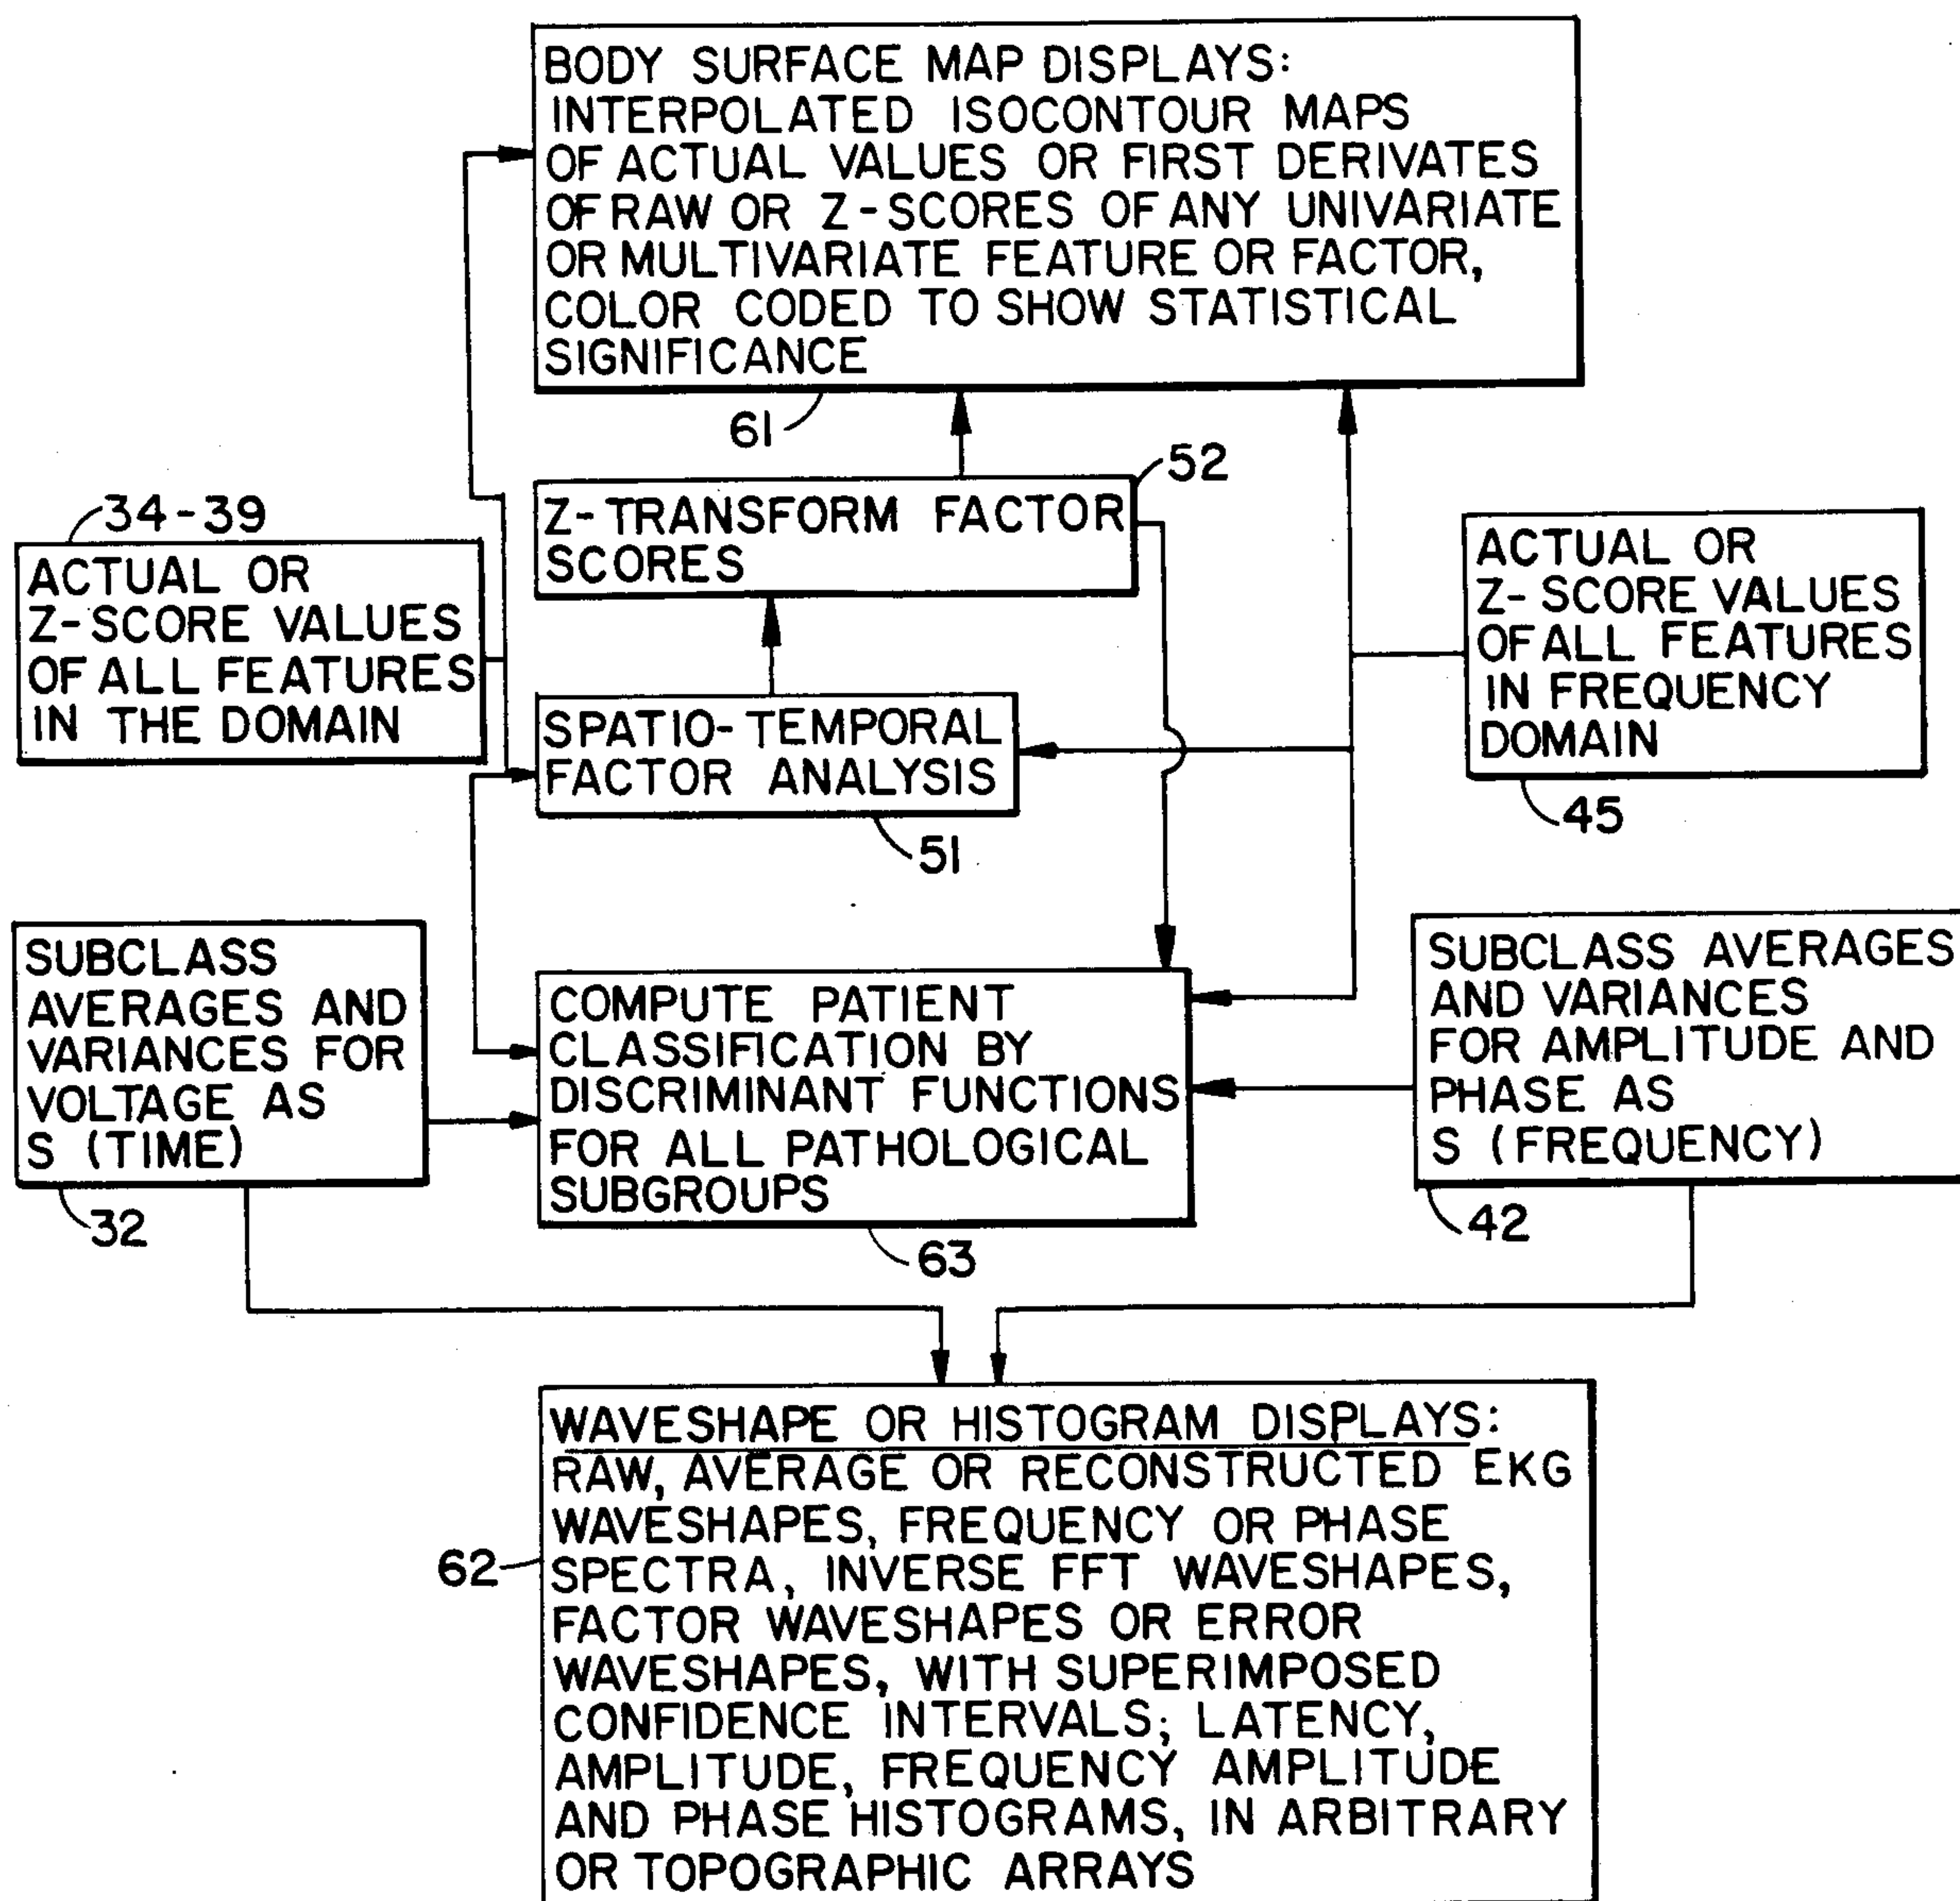 BODY SURFACE MAP DISPLAYS:
INTERPOLATED ISOCONTOUR MAPS
OF ACTUAL VALUES OR FIRST DERIVATES
OF RAW OR Z-SCORES OF ANY UNIVARIATE
OR MULTIVARIATE FEATURE OR FACTOR,
COLOR CODED TO SHOW STATISTICAL
SIGNIFICANCE
61
52
Z-TRANSFORM FACTOR
SCORES
34-39
ACTUAL OR
Z-SCORE VALUES
OF ALL FEATURES
IN THE DOMAIN
ACTUAL OR
Z-SCORE VALUES
OF ALL FEATURES
IN FREQUENCY
DOMAIN
45
SPATIO-TEMPORAL
FACTOR ANALYSIS
51
SUBCLASS
AVERAGES AND
VARIANCES FOR
VOLTAGE AS
S (TIME)
32
COMPUTE PATIENT
CLASSIFICATION BY
DISCRIMINANT FUNCTIONS
FOR ALL PATHOLOGICAL
SUBGROUPS
63
SUBCLASS AVERAGES
AND VARIANCES
FOR AMPLITUDE AND
PHASE AS
S (FREQUENCY)
42
WAVESHAPE OR HISTOGRAM DISPLAYS:
RAW, AVERAGE OR RECONSTRUCTED EKG
WAVESHAPES, FREQUENCY OR PHASE
SPECTRA, INVERSE FFT WAVESHAPES,
FACTOR WAVESHAPES OR ERROR
WAVESHAPES, WITH SUPERIMPOSED
CONFIDENCE INTERVALS; LATENCY,
AMPLITUDE, FREQUENCY AMPLITUDE
AND PHASE HISTOGRAMS, IN ARBITRARY
OR TOPOGRAPHIC ARRAYS
62